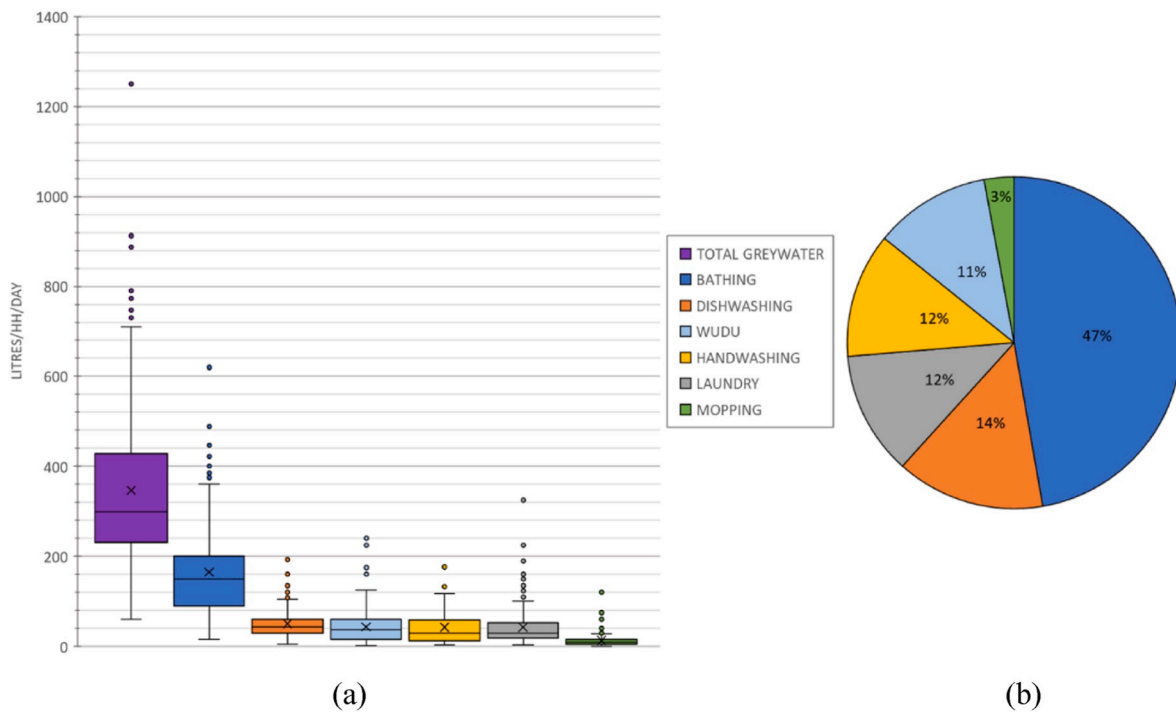 1400
1200
1000
800
600
400
200
0
LITRES/HH/DAY
TOTAL GREYWATER
BATHING
DISHWASHING
WUDU
HANDWASHING
LAUNDRY
MOPPING
3%
11%
12%
12%
14%
47%
(a)
(b)